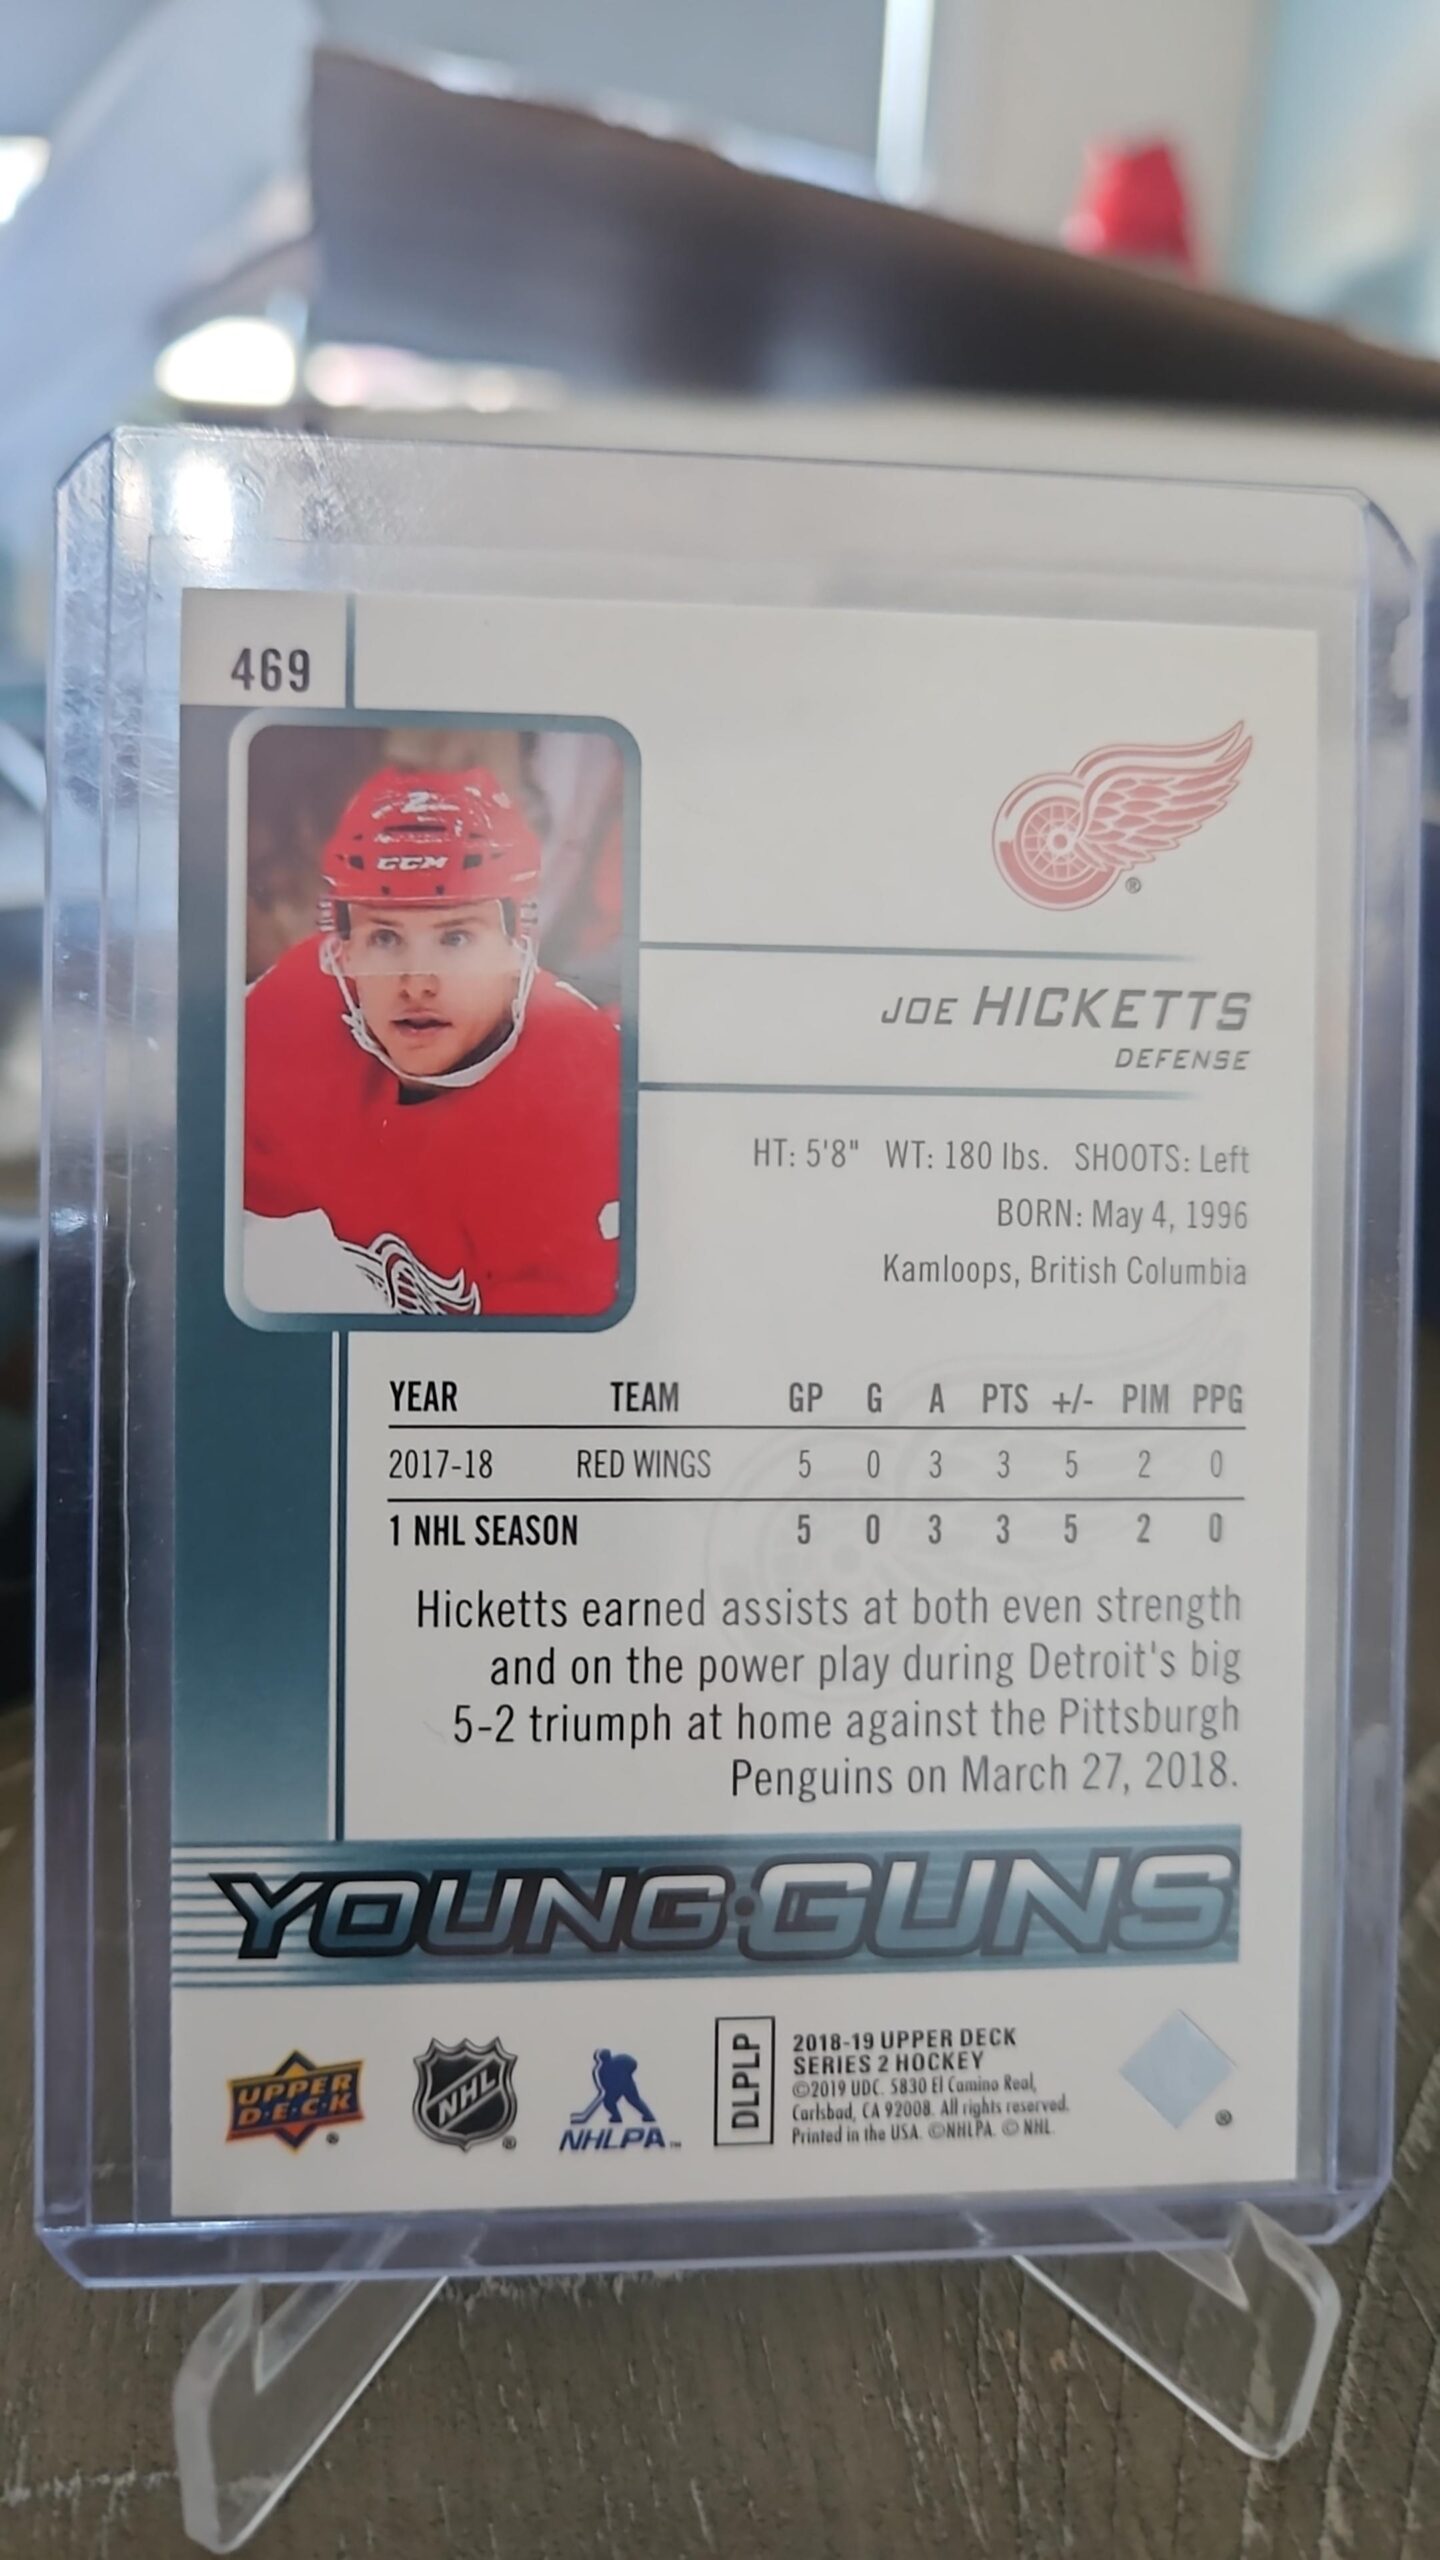 469
2
CCM
®
JOE HICKETTS
DEFENSE
HT: 5'8" WT: 180 lbs. SHOOTS: Left
BORN: May 4, 1996
Kamloops, British Columbia
YEAR TEAM GP G A PTS +/- PIM PPG
2017-18 RED WINGS 5 0 3 3 5 2 0
1 NHL SEASON 5 0 3 3 5 2 0
Hicketts earned assists at both even strength
and on the power play during Detroit's big
5-2 triumph at home against the Pittsburgh
Penguins on March 27, 2018.
YOUNG·GUNS
UPPER
D·E·C·K
®
NHL
®
NHLPA™
DLPLP
2018-19 UPPER DECK
SERIES 2 HOCKEY
©2019 UDC. 5830 El Camino Real,
Carlsbad, CA 92008. All rights reserved.
Printed in the USA. ©NHLPA. © NHL.
®